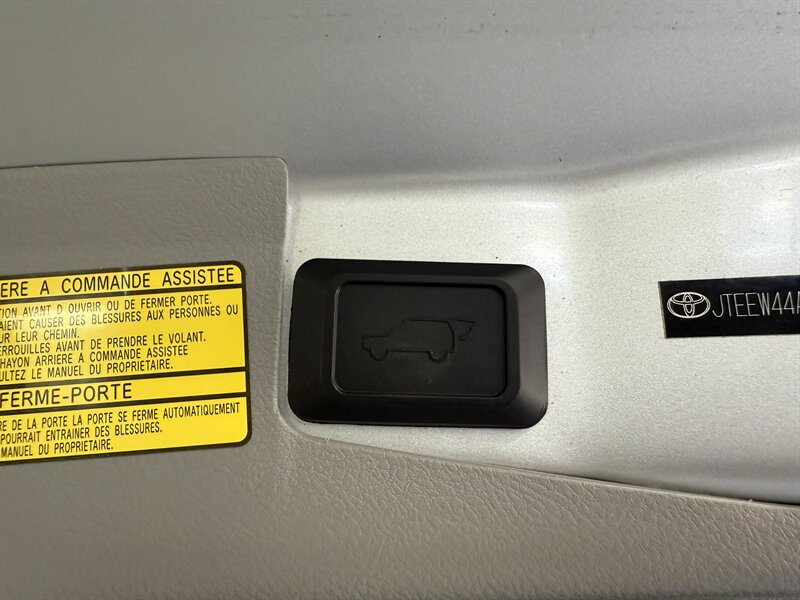 ERE A COMMANDE ASSISTEE
TION AVANT D OUVRIR OU DE FERMER PORTE.
AIENT CAUSER DES BLESSURES AUX PERSONNES OU
UR LEUR CHEMIN.
ERROUILLES AVANT DE PRENDRE LE VOLANT.
HAYON ARRIERE A COMMANDE ASSISTEE
ULTEZ LE MANUEL DU PROPRIETAIRE.
FERME-PORTE
RE DE LA PORTE LA PORTE SE FERME AUTOMATIQUEMENT
POURRAIT ENTRAINER DES BLESSURES.
MANUEL DU PROPRIETAIRE.
JTEEW44A